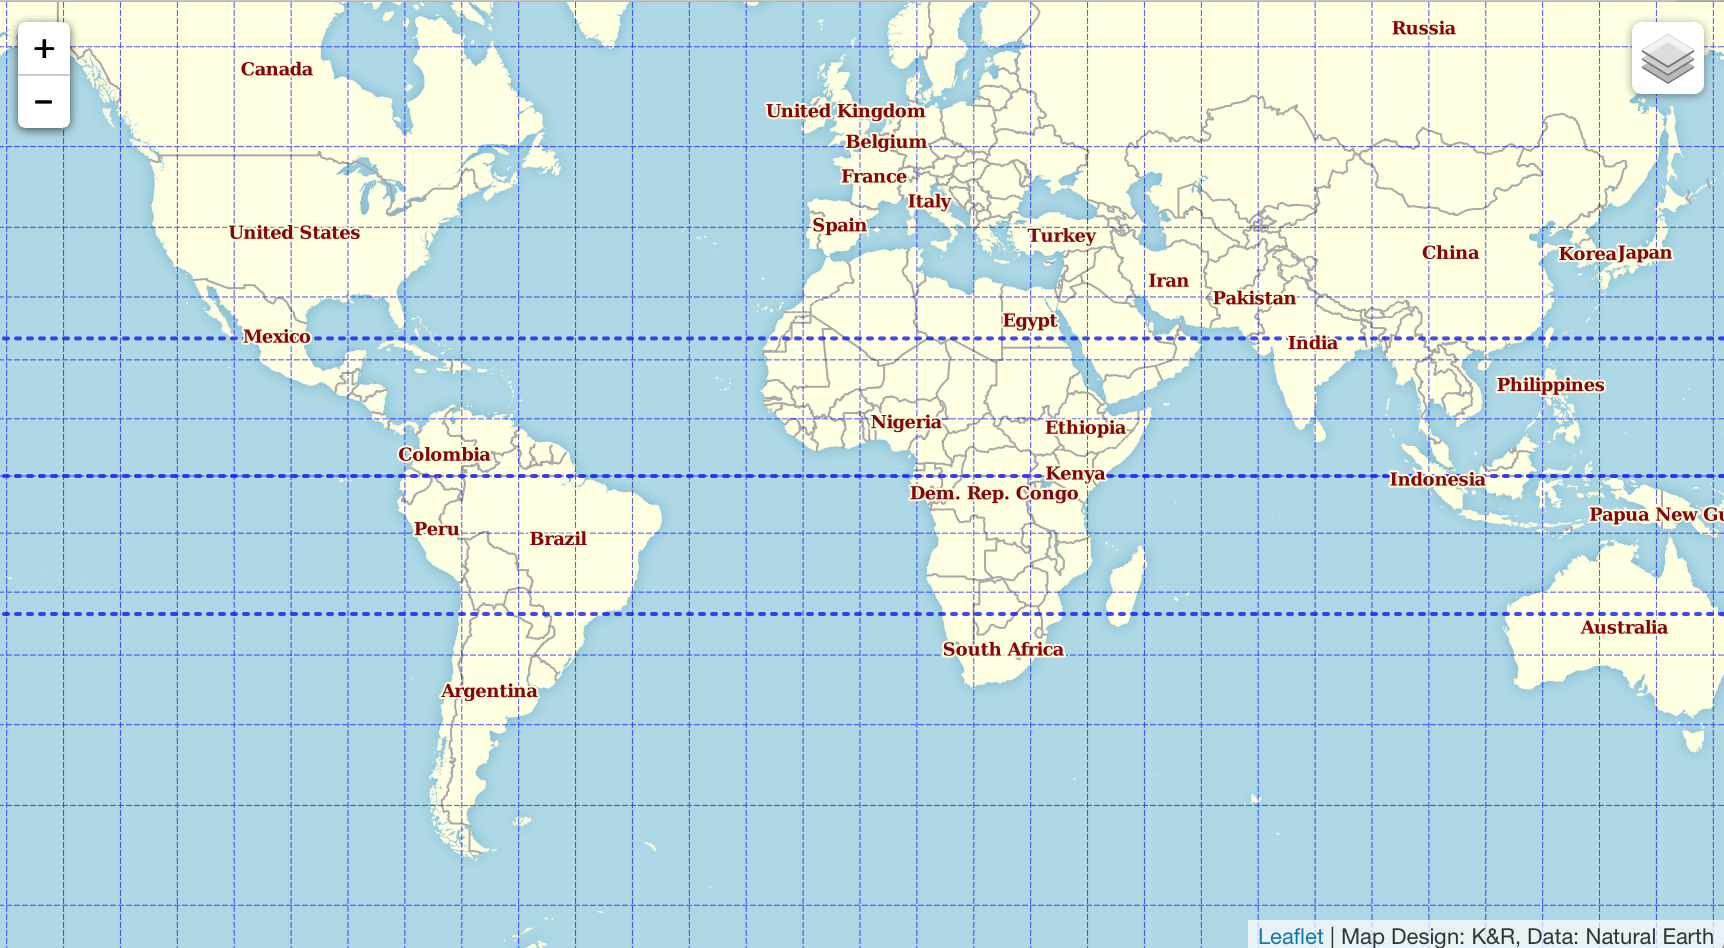 +
−
Russia
Canada
United Kingdom
Belgium
France
Italy
Spain
Turkey
United States
China
Korea
Japan
Iran
Pakistan
Egypt
Mexico
India
Philippines
Nigeria
Ethiopia
Colombia
Kenya
Indonesia
Dem. Rep. Congo
Papua New Gu
Peru
Brazil
Australia
South Africa
Argentina
Leaflet | Map Design: K&R, Data: Natural Earth